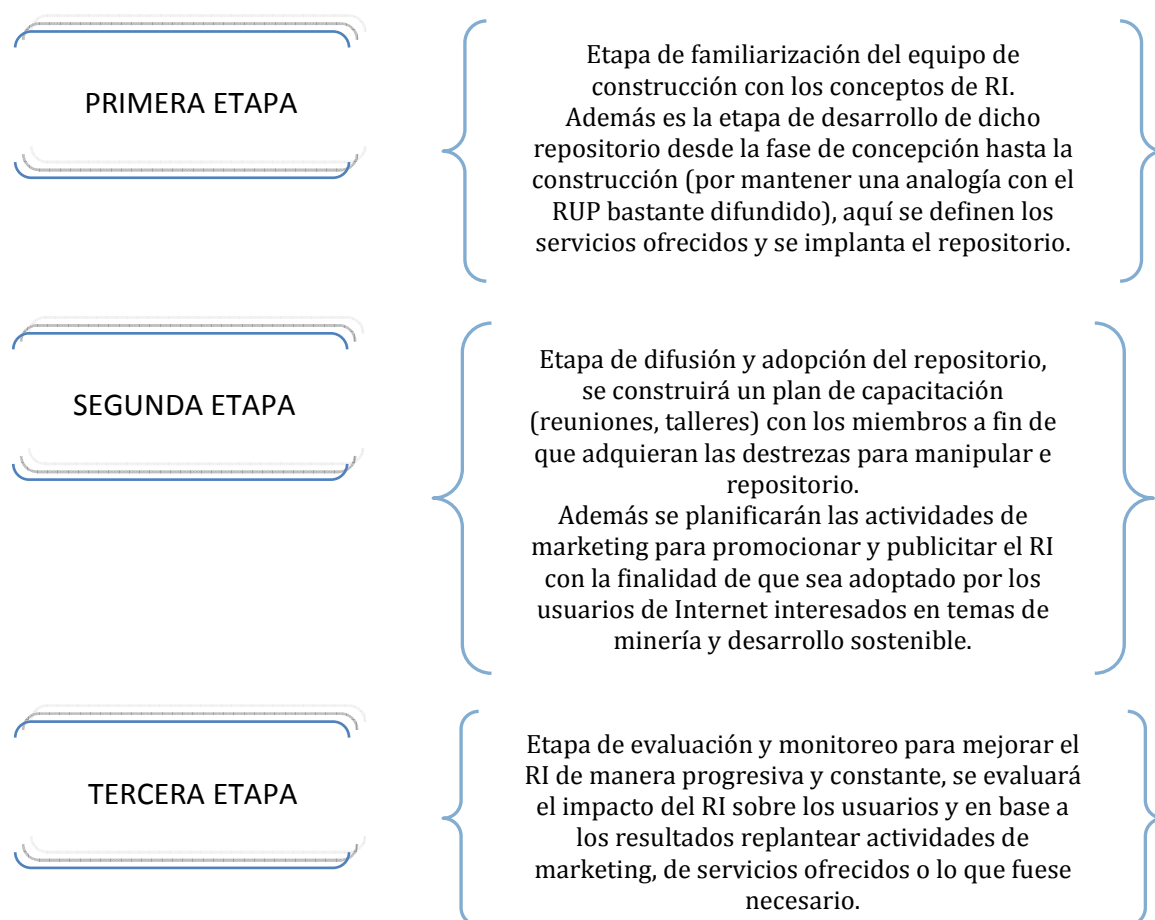 PRIMERA ETAPA
Etapa de familiarización del equipo de
construcción con los conceptos de RI.
Además es la etapa de desarrollo de dicho
repositorio desde la fase de concepción hasta la
construcción (por mantener una analogía con el
RUP bastante difundido), aquí se definen los
servicios ofrecidos y se implanta el repositorio.
SEGUNDA ETAPA
Etapa de difusión y adopción del repositorio,
se construirá un plan de capacitación
(reuniones, talleres) con los miembros a fin de
que adquieran las destrezas para manipular e
repositorio.
Además se planificarán las actividades de
marketing para promocionar y publicitar el RI
con la finalidad de que sea adoptado por los
usuarios de Internet interesados en temas de
minería y desarrollo sostenible.
TERCERA ETAPA
Etapa de evaluación y monitoreo para mejorar el
RI de manera progresiva y constante, se evaluará
el impacto del RI sobre los usuarios y en base a
los resultados replantear actividades de
marketing, de servicios ofrecidos o lo que fuese
necesario.